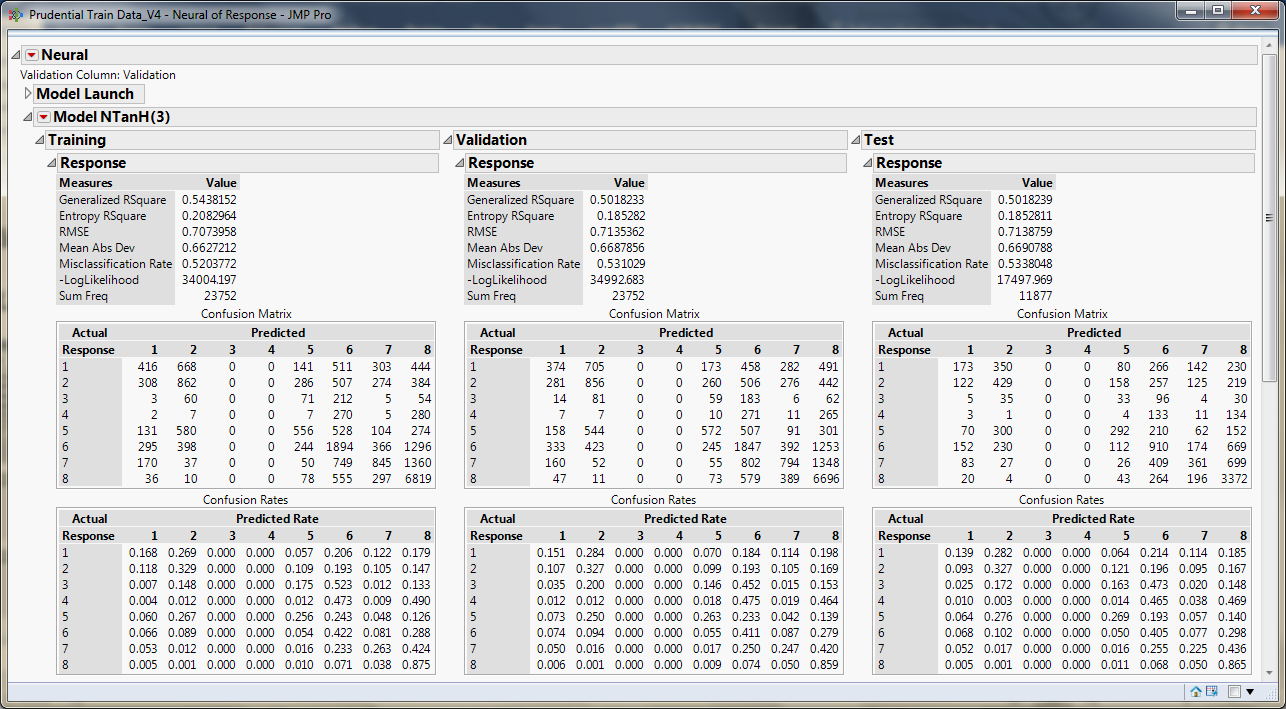 Prudential Train Data_V4 - Neural of Response - JMP Pro
Neural
Validation Column: Validation
Model Launch
Model NTanH(3)
Training Validation Test
Response Response Response
Measures Value Measures Value Measures Value
Generalized RSquare 0.5438152 Generalized RSquare 0.5018233 Generalized RSquare 0.5018239
Entropy RSquare 0.2082964 Entropy RSquare 0.185282 Entropy RSquare 0.1852811
RMSE 0.7073958 RMSE 0.7135362 RMSE 0.7138759
Mean Abs Dev 0.6627212 Mean Abs Dev 0.6687856 Mean Abs Dev 0.6690788
Misclassification Rate 0.5203772 Misclassification Rate 0.531029 Misclassification Rate 0.5338048
-LogLikelihood 34004.197 -LogLikelihood 34992.683 -LogLikelihood 17497.969
Sum Freq 23752 Sum Freq 23752 Sum Freq 11877
Confusion Matrix Confusion Matrix Confusion Matrix
Actual Predicted Actual Predicted Actual Predicted
Response 1 2 3 4 5 6 7 8 Response 1 2 3 4 5 6 7 8 Response 1 2 3 4 5 6 7 8
1 416 668 0 0 141 511 303 444 1 374 705 0 0 173 458 282 491 1 173 350 0 0 80 266 142 230
2 308 862 0 0 286 507 274 384 2 281 856 0 0 260 506 276 442 2 122 429 0 0 158 257 125 219
3 3 60 0 0 71 212 5 54 3 14 81 0 0 59 183 6 62 3 5 35 0 0 33 96 4 30
4 2 7 0 0 7 270 5 280 4 7 7 0 0 10 271 11 265 4 3 1 0 0 4 133 11 134
5 131 580 0 0 556 528 104 274 5 158 544 0 0 572 507 91 301 5 70 300 0 0 292 210 62 152
6 295 398 0 0 244 1894 366 1296 6 333 423 0 0 245 1847 392 1253 6 152 230 0 0 112 910 174 669
7 170 37 0 0 50 749 845 1360 7 160 52 0 0 55 802 794 1348 7 83 27 0 0 26 409 361 699
8 36 10 0 0 78 555 297 6819 8 47 11 0 0 73 579 389 6696 8 20 4 0 0 43 264 196 3372
Confusion Rates Confusion Rates Confusion Rates
Actual Predicted Rate Actual Predicted Rate Actual Predicted Rate
Response 1 2 3 4 5 6 7 8 Response 1 2 3 4 5 6 7 8 Response 1 2 3 4 5 6 7 8
1 0.168 0.269 0.000 0.000 0.057 0.206 0.122 0.179 1 0.151 0.284 0.000 0.000 0.070 0.184 0.114 0.198 1 0.139 0.282 0.000 0.000 0.064 0.214 0.114 0.185
2 0.118 0.329 0.000 0.000 0.109 0.193 0.105 0.147 2 0.107 0.327 0.000 0.000 0.099 0.193 0.105 0.169 2 0.093 0.327 0.000 0.000 0.121 0.196 0.095 0.167
3 0.007 0.148 0.000 0.000 0.175 0.523 0.012 0.133 3 0.035 0.200 0.000 0.000 0.146 0.452 0.015 0.153 3 0.025 0.172 0.000 0.000 0.163 0.473 0.020 0.148
4 0.004 0.012 0.000 0.000 0.012 0.473 0.009 0.490 4 0.012 0.012 0.000 0.000 0.018 0.475 0.019 0.464 4 0.010 0.003 0.000 0.000 0.014 0.465 0.038 0.469
5 0.060 0.267 0.000 0.000 0.256 0.243 0.048 0.126 5 0.073 0.250 0.000 0.000 0.263 0.233 0.042 0.139 5 0.064 0.276 0.000 0.000 0.269 0.193 0.057 0.140
6 0.066 0.089 0.000 0.000 0.054 0.422 0.081 0.288 6 0.074 0.094 0.000 0.000 0.055 0.411 0.087 0.279 6 0.068 0.102 0.000 0.000 0.050 0.405 0.077 0.298
7 0.053 0.012 0.000 0.000 0.016 0.233 0.263 0.424 7 0.050 0.016 0.000 0.000 0.017 0.250 0.247 0.420 7 0.052 0.017 0.000 0.000 0.016 0.255 0.225 0.436
8 0.005 0.001 0.000 0.000 0.010 0.071 0.038 0.875 8 0.006 0.001 0.000 0.000 0.009 0.074 0.050 0.859 8 0.005 0.001 0.000 0.000 0.011 0.068 0.050 0.865